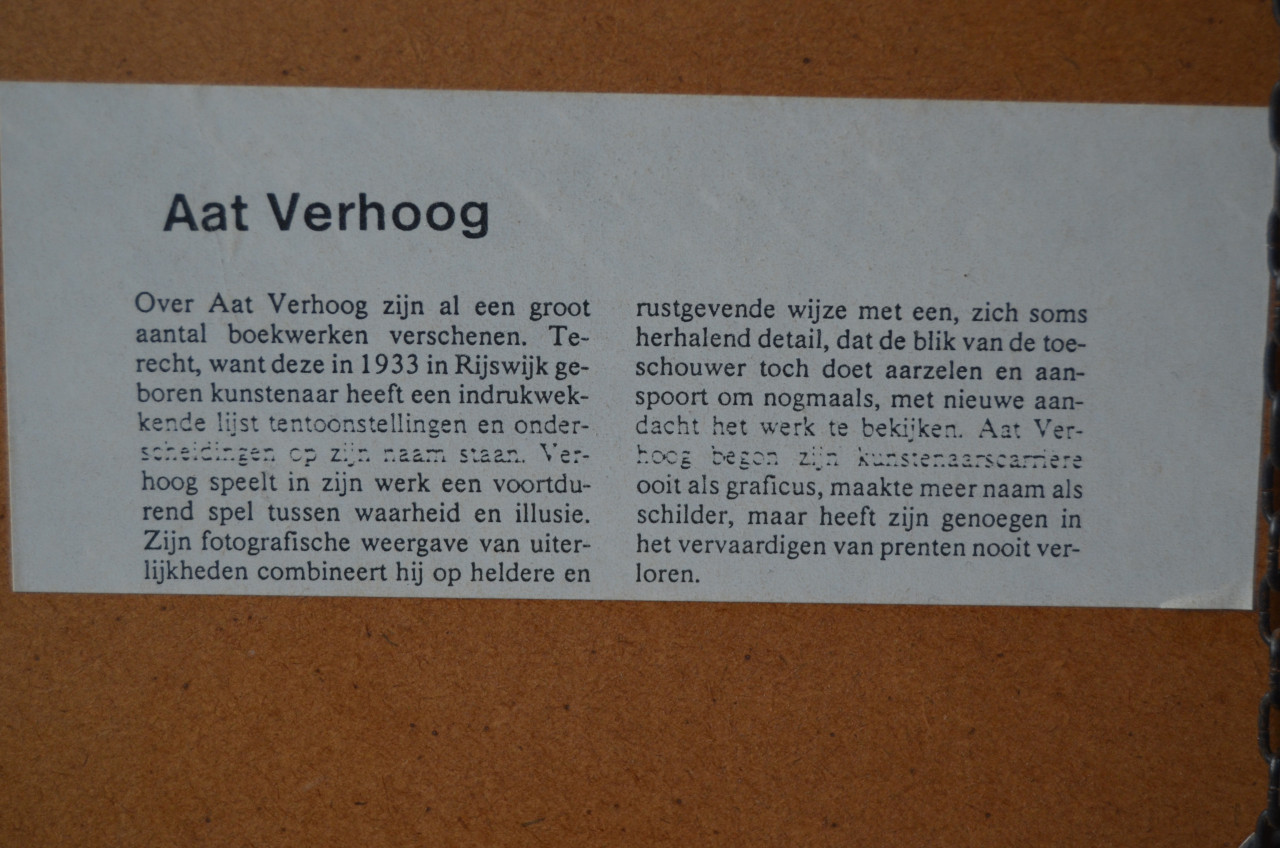 Aat Verhoog
Over Aat Verhoog zijn al een groot
aantal boekwerken verschenen. Te-
recht, want deze in 1933 in Rijswijk ge-
boren kunstenaar heeft een indrukwek-
kende lijst tentoonstellingen en onder-
scheidingen op zijn naam staan. Ver-
hoog speelt in zijn werk een voortdu-
rend spel tussen waarheid en illusie.
Zijn fotografische weergave van uiter-
lijkheden combineert hij op heldere en
rustgevende wijze met een, zich soms
herhalend detail, dat de blik van de toe-
schouwer toch doet aarzelen en aan-
spoort om nogmaals, met nieuwe aan-
dacht het werk te bekijken. Aat Ver-
hoog begon zijn kunstenaarscarrière
ooit als graficus, maakte meer naam als
schilder, maar heeft zijn genoegen in
het vervaardigen van prenten nooit ver-
loren.